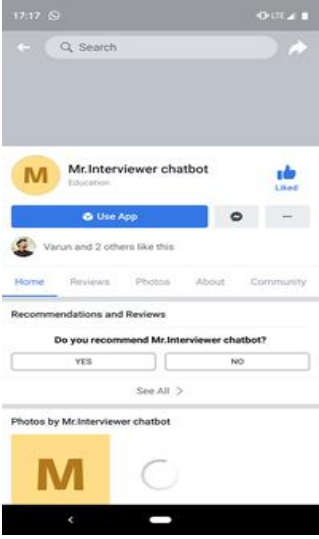 17:17
LTE
Search
M
Mr.Interviewer chatbot
Education
Liked
Use App
Varun and 2 others like this
Home Reviews Photos About Community
Recommendations and Reviews
Do you recommend Mr.Interviewer chatbot?
YES NO
See All >
Photos by Mr.Interviewer chatbot
M